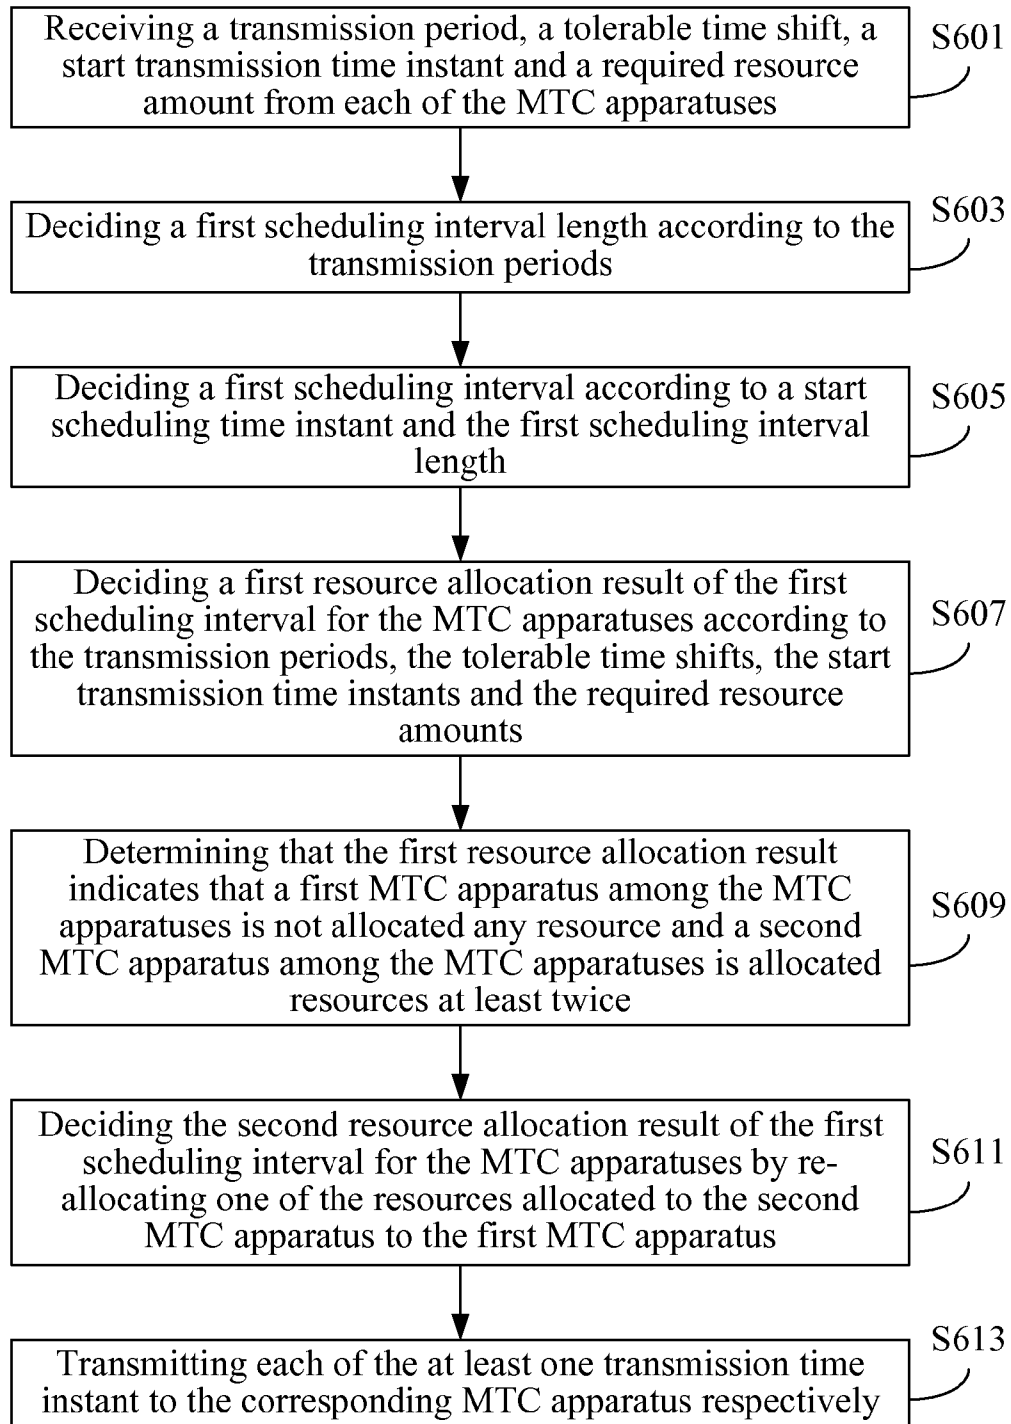 Receiving a transmission period, a tolerable time shift, a
start transmission time instant and a required resource
amount from each of the MTC apparatuses
S601
Deciding a first scheduling interval length according to the
transmission periods
S603
Deciding a first scheduling interval according to a start
scheduling time instant and the first scheduling interval
length
S605
Deciding a first resource allocation result of the first
scheduling interval for the MTC apparatuses according to
the transmission periods, the tolerable time shifts, the start
transmission time instants and the required resource
amounts
S607
Determining that the first resource allocation result
indicates that a first MTC apparatus among the MTC
apparatuses is not allocated any resource and a second
MTC apparatus among the MTC apparatuses is allocated
resources at least twice
S609
Deciding the second resource allocation result of the first
scheduling interval for the MTC apparatuses by re-
allocating one of the resources allocated to the second
MTC apparatus to the first MTC apparatus
S611
Transmitting each of the at least one transmission time
instant to the corresponding MTC apparatus respectively
S613